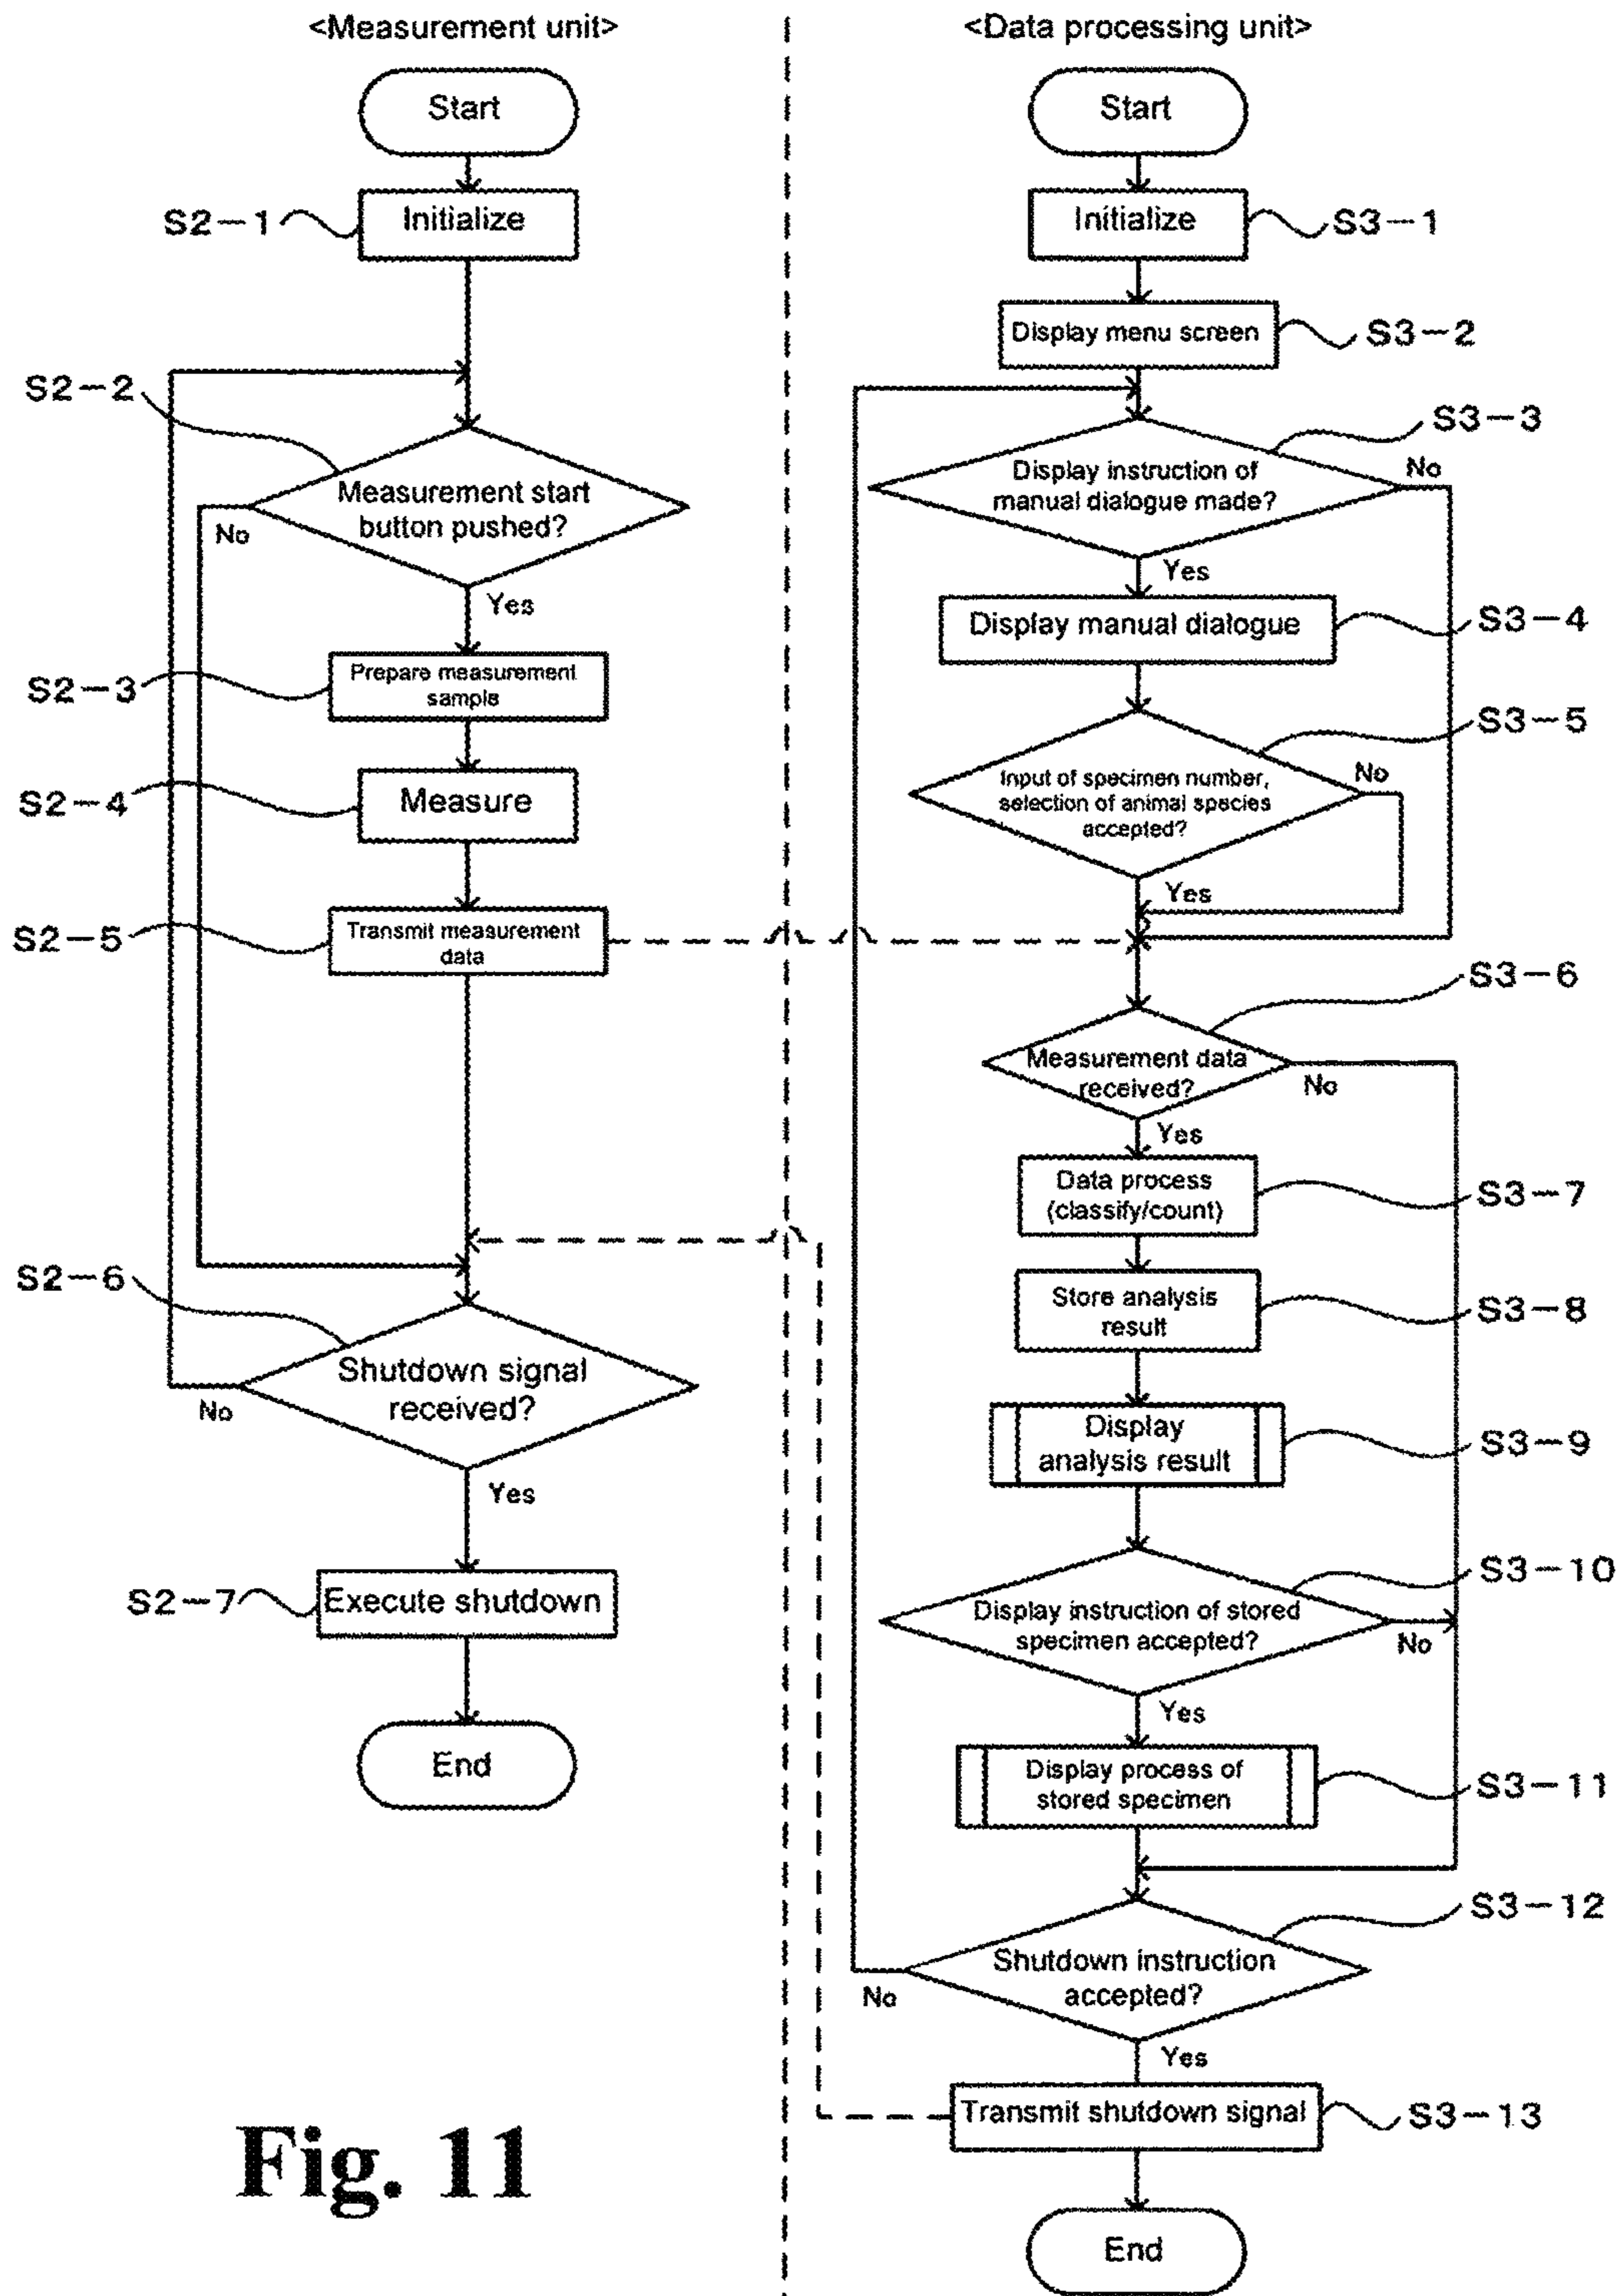 <Measurement unit>
Start
S2-1
Initialize
S2-2
Measurement start
button pushed?
No
Yes
S2-3
Prepare measurement
sample
S2-4
Measure
S2-5
Transmit measurement
data
S2-6
Shutdown signal
received?
No
Yes
S2-7
Execute shutdown
End
<Data processing unit>
Start
Initialize
S3-1
Display menu screen
S3-2
S3-3
Display instruction of
manual dialogue made?
No
Yes
Display manual dialogue
S3-4
S3-5
Input of specimen number,
selection of animal species
accepted?
No
Yes
S3-6
Measurement data
received?
No
Yes
Data process
(classify/count)
S3-7
Store analysis
result
S3-8
Display
analysis result
S3-9
S3-10
Display instruction of stored
specimen accepted?
No
Yes
Display process of
stored specimen
S3-11
S3-12
Shutdown instruction
accepted?
No
Yes
Transmit shutdown signal
S3-13
End
Fig. 11